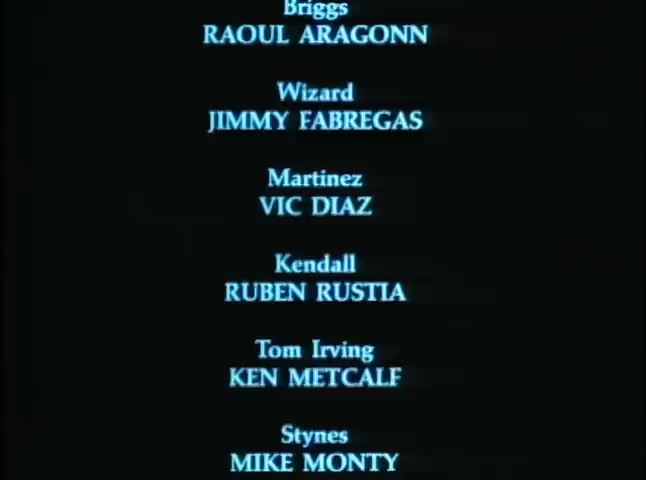 Briggs
RAOUL ARAGONN
Wizard
JIMMY FABREGAS
Martinez
VIC DIAZ
Kendall
RUBEN RUSTIA
Tom Irving
KEN METCALF
Stynes
MIKE MONTY